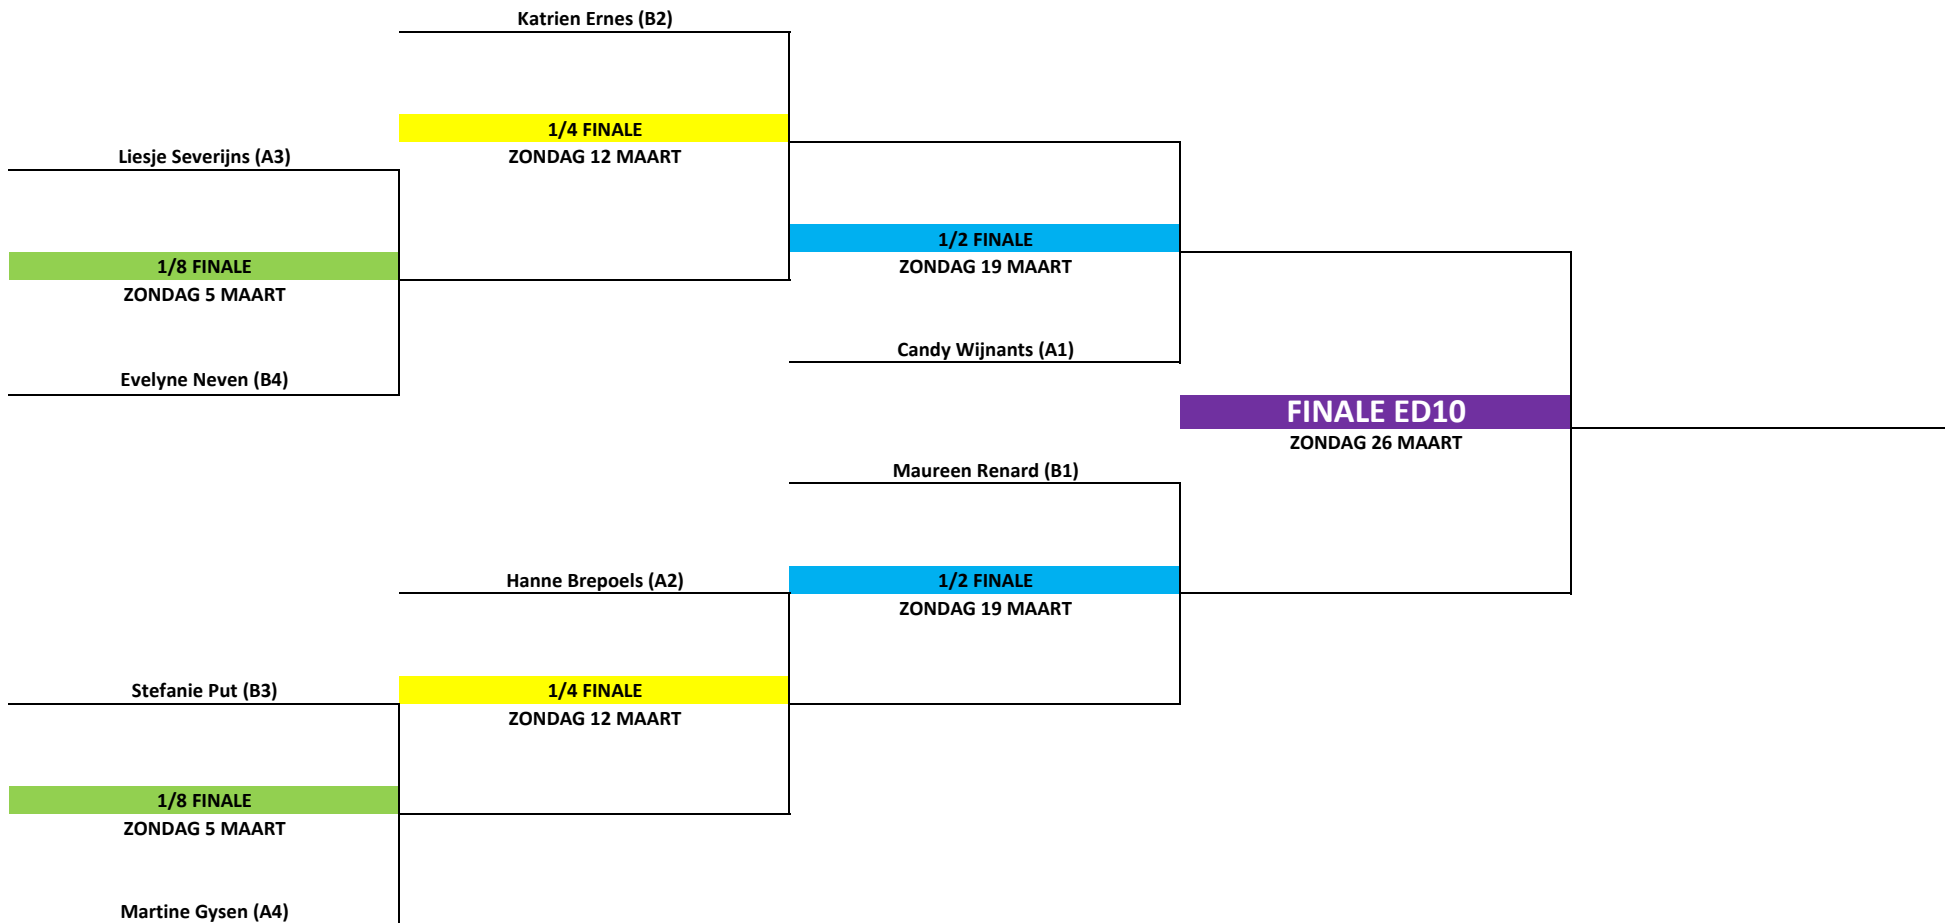 Katrien Ernes (B2)
1/4 FINALE
Liesje Severijns (A3)
ZONDAG 12 MAART
1/2 FINALE
1/8 FINALE
ZONDAG 19 MAART
ZONDAG 5 MAART
Candy Wijnants (A1)
Evelyne Neven (B4)
FINALE ED10
ZONDAG 26 MAART
Maureen Renard (B1)
Hanne Brepoels (A2)
1/2 FINALE
ZONDAG 19 MAART
Stefanie Put (B3)
1/4 FINALE
ZONDAG 12 MAART
1/8 FINALE
ZONDAG 5 MAART
Martine Gysen (A4)